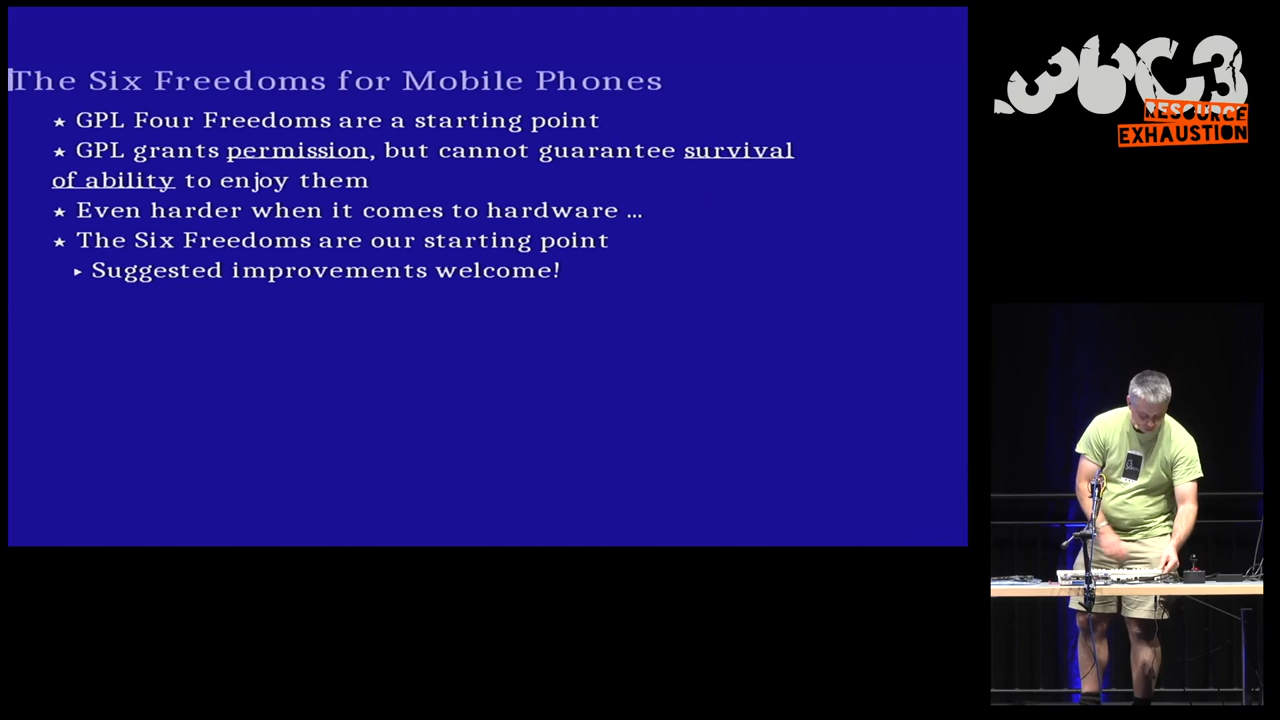 The Six Freedoms for Mobile Phones
★ GPL Four Freedoms are a starting point
★ GPL grants permission, but cannot guarantee survival
of ability to enjoy them
★ Even harder when it comes to hardware ...
★ The Six Freedoms are our starting point
▸ Suggested improvements welcome!
36C3
RESOURCE
EXHAUSTION